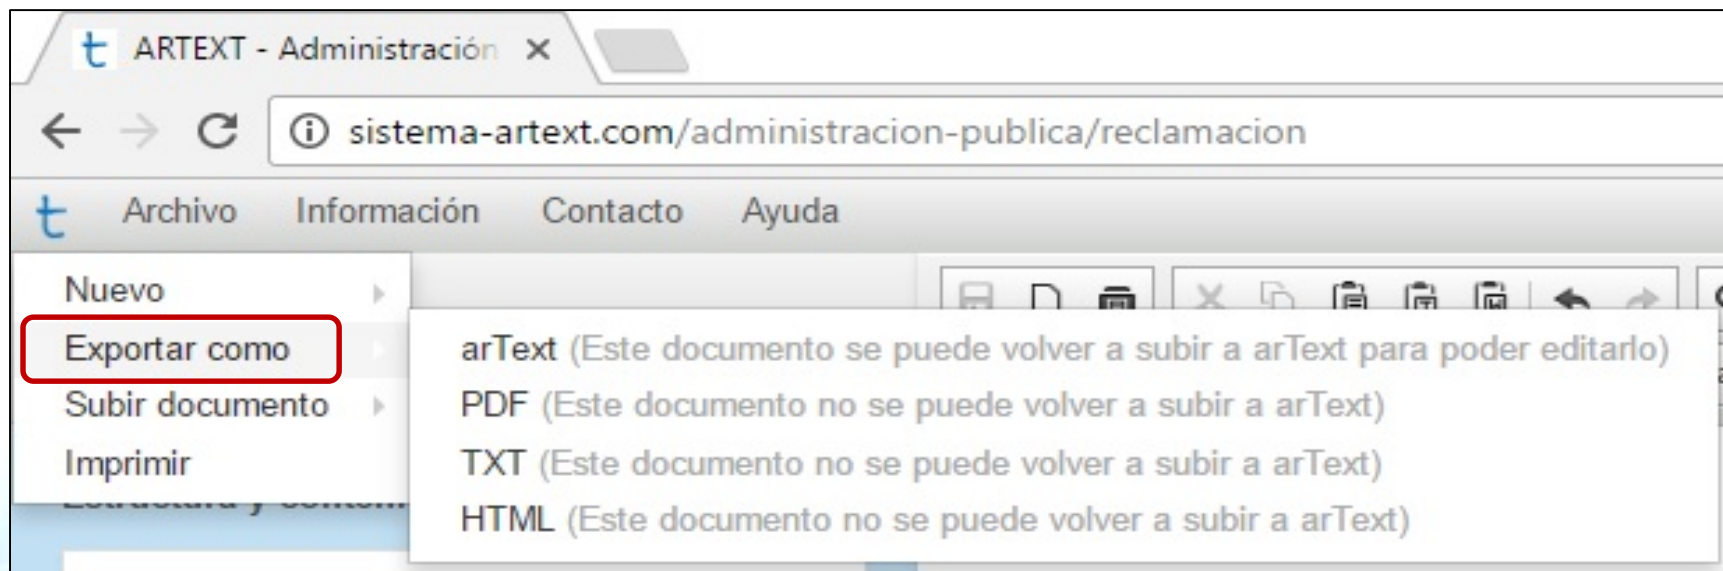 ARTEXT - Administración
sistema-artext.com/administracion-publica/reclamacion
Archivo Información Contacto Ayuda
Nuevo
Exportar como
Subir documento
Imprimir
arText (Este documento se puede volver a subir a arText para poder editarlo)
PDF (Este documento no se puede volver a subir a arText)
TXT (Este documento no se puede volver a subir a arText)
HTML (Este documento no se puede volver a subir a arText)